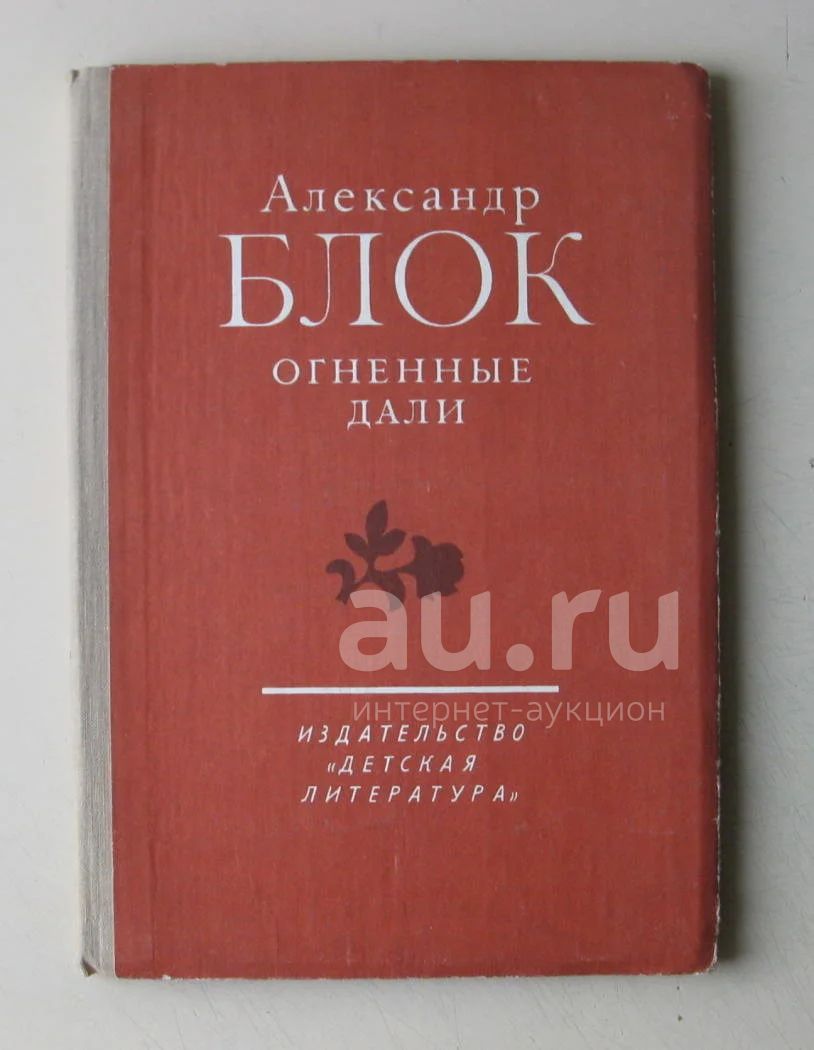 Александр
БЛОК
ОГНЕННЫЕ
ДАЛИ
au.ru
интернет-аукцион
ИЗДАТЕЛЬСТВО
«ДЕТСКАЯ
ЛИТЕРАТУРА»